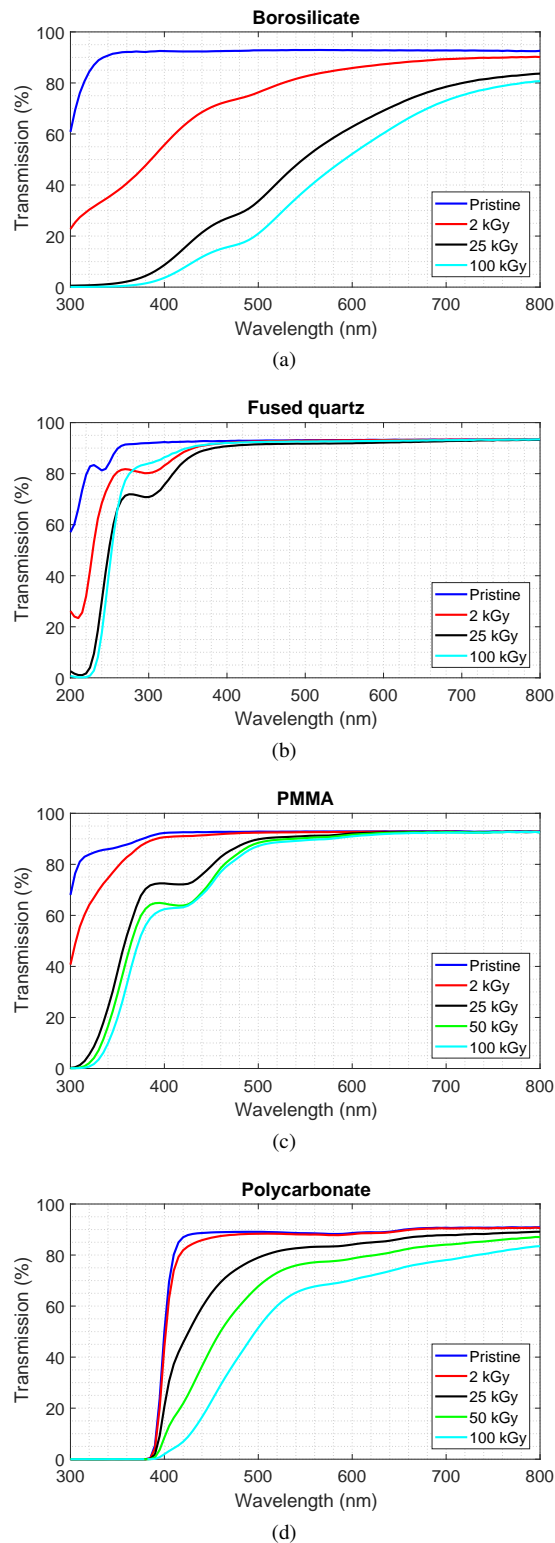 Borosilicate
100
80
60
40
20
0
Transmission (%)
Pristine
2 kGy
25 kGy
100 kGy
300 400 500 600 700 800
Wavelength (nm)
(a)
Fused quartz
100
80
60
40
20
0
Transmission (%)
Pristine
2 kGy
25 kGy
100 kGy
200 300 400 500 600 700 800
Wavelength (nm)
(b)
PMMA
100
80
60
40
20
0
Transmission (%)
Pristine
2 kGy
25 kGy
50 kGy
100 kGy
300 400 500 600 700 800
Wavelength (nm)
(c)
Polycarbonate
100
80
60
40
20
0
Transmission (%)
Pristine
2 kGy
25 kGy
50 kGy
100 kGy
300 400 500 600 700 800
Wavelength (nm)
(d)